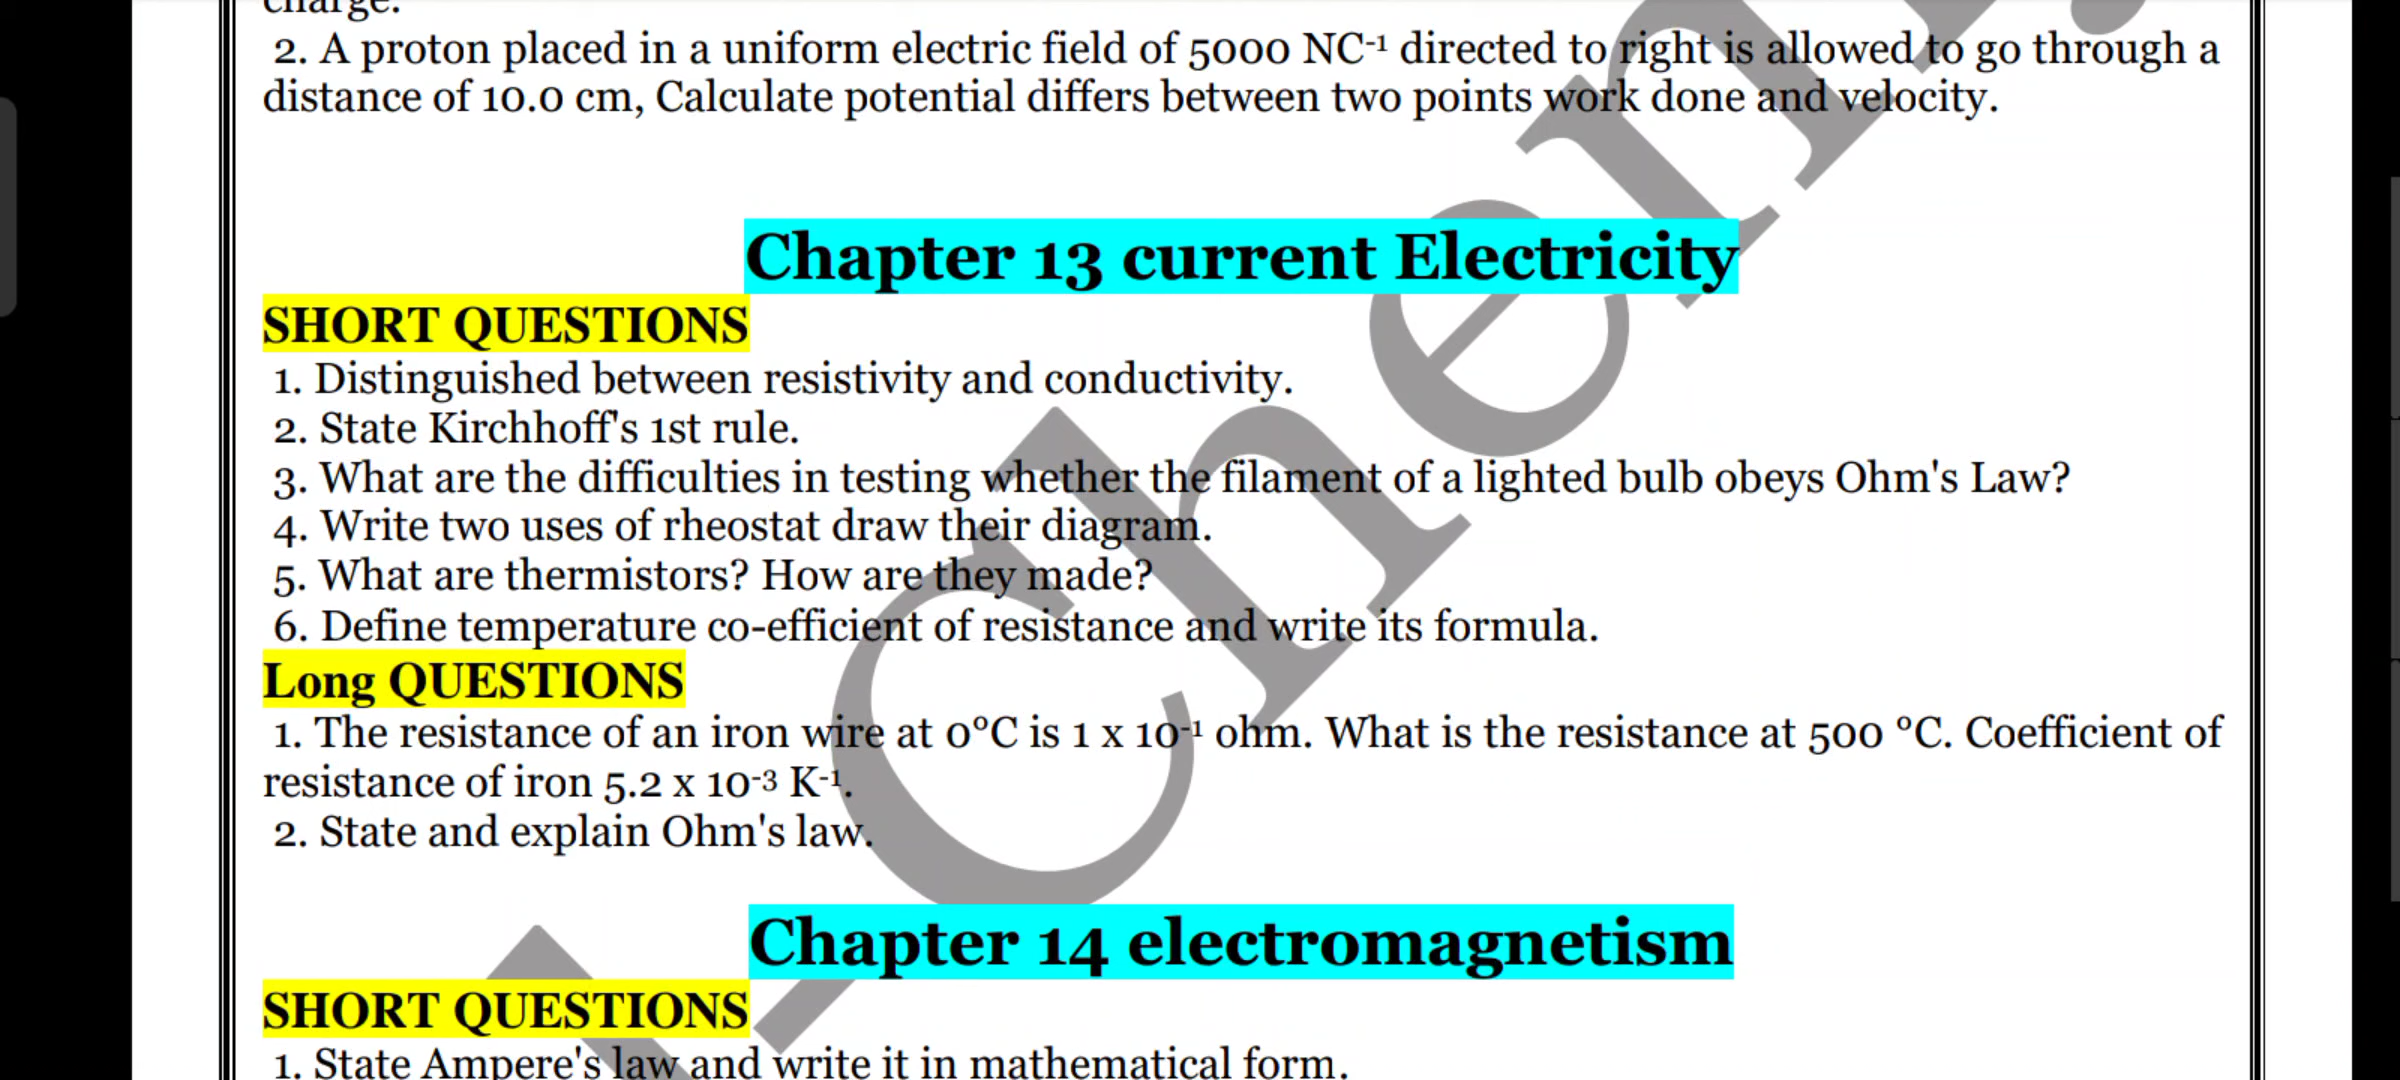 charge.
2. A proton placed in a uniform electric field of 5000 NC-1 directed to right is allowed to go through a
distance of 10.0 cm, Calculate potential differs between two points work done and velocity.
Chapter 13 current Electricity
SHORT QUESTIONS
1. Distinguished between resistivity and conductivity.
2. State Kirchhoff's 1st rule.
3. What are the difficulties in testing whether the filament of a lighted bulb obeys Ohm's Law?
4. Write two uses of rheostat draw their diagram.
5. What are thermistors? How are they made?
6. Define temperature co-efficient of resistance and write its formula.
Long QUESTIONS
1. The resistance of an iron wire at 0°C is 1 x 10-1 ohm. What is the resistance at 500 °C. Coefficient of
resistance of iron 5.2 x 10-3 K-1.
2. State and explain Ohm's law.
Chapter 14 electromagnetism
SHORT QUESTIONS
1. State Ampere's law and write it in mathematical form.